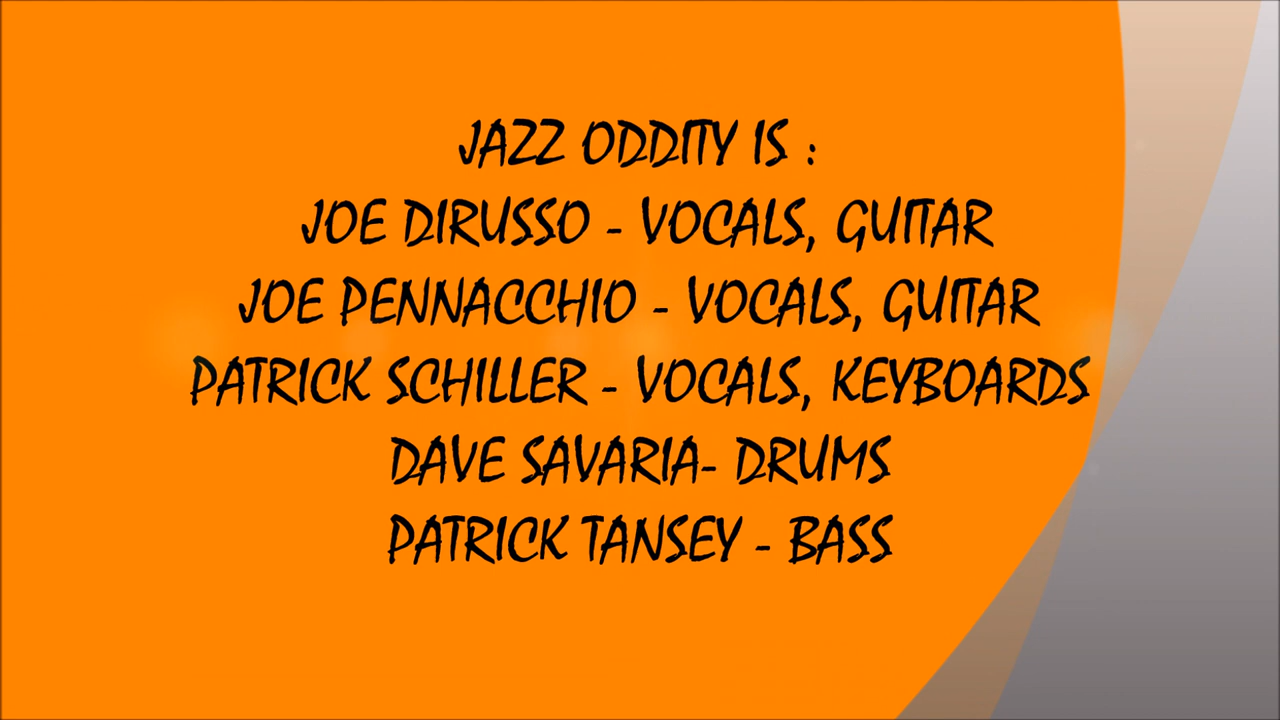 JAZZ ODDITY IS :
JOE DIRUSSO - VOCALS, GUITAR
JOE PENNACCHIO - VOCALS, GUITAR
PATRICK SCHILLER - VOCALS, KEYBOARDS
DAVE SAVARIA- DRUMS
PATRICK TANSEY - BASS